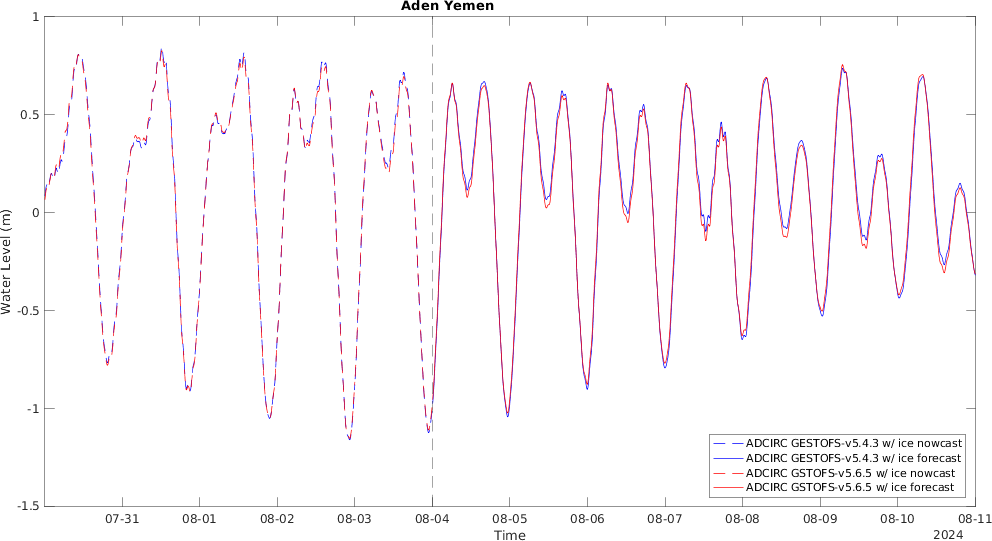 Aden Yemen
Water Level (m)
1
0.5
0
-0.5
-1
-1.5
07-31 08-01 08-02 08-03 08-04 08-05 08-06 08-07 08-08 08-09 08-10 08-11
Time
2024
ADCIRC GESTOFS-v5.4.3 w/ ice nowcast
ADCIRC GESTOFS-v5.4.3 w/ ice forecast
ADCIRC GSTOFS-v5.6.5 w/ ice nowcast
ADCIRC GSTOFS-v5.6.5 w/ ice forecast